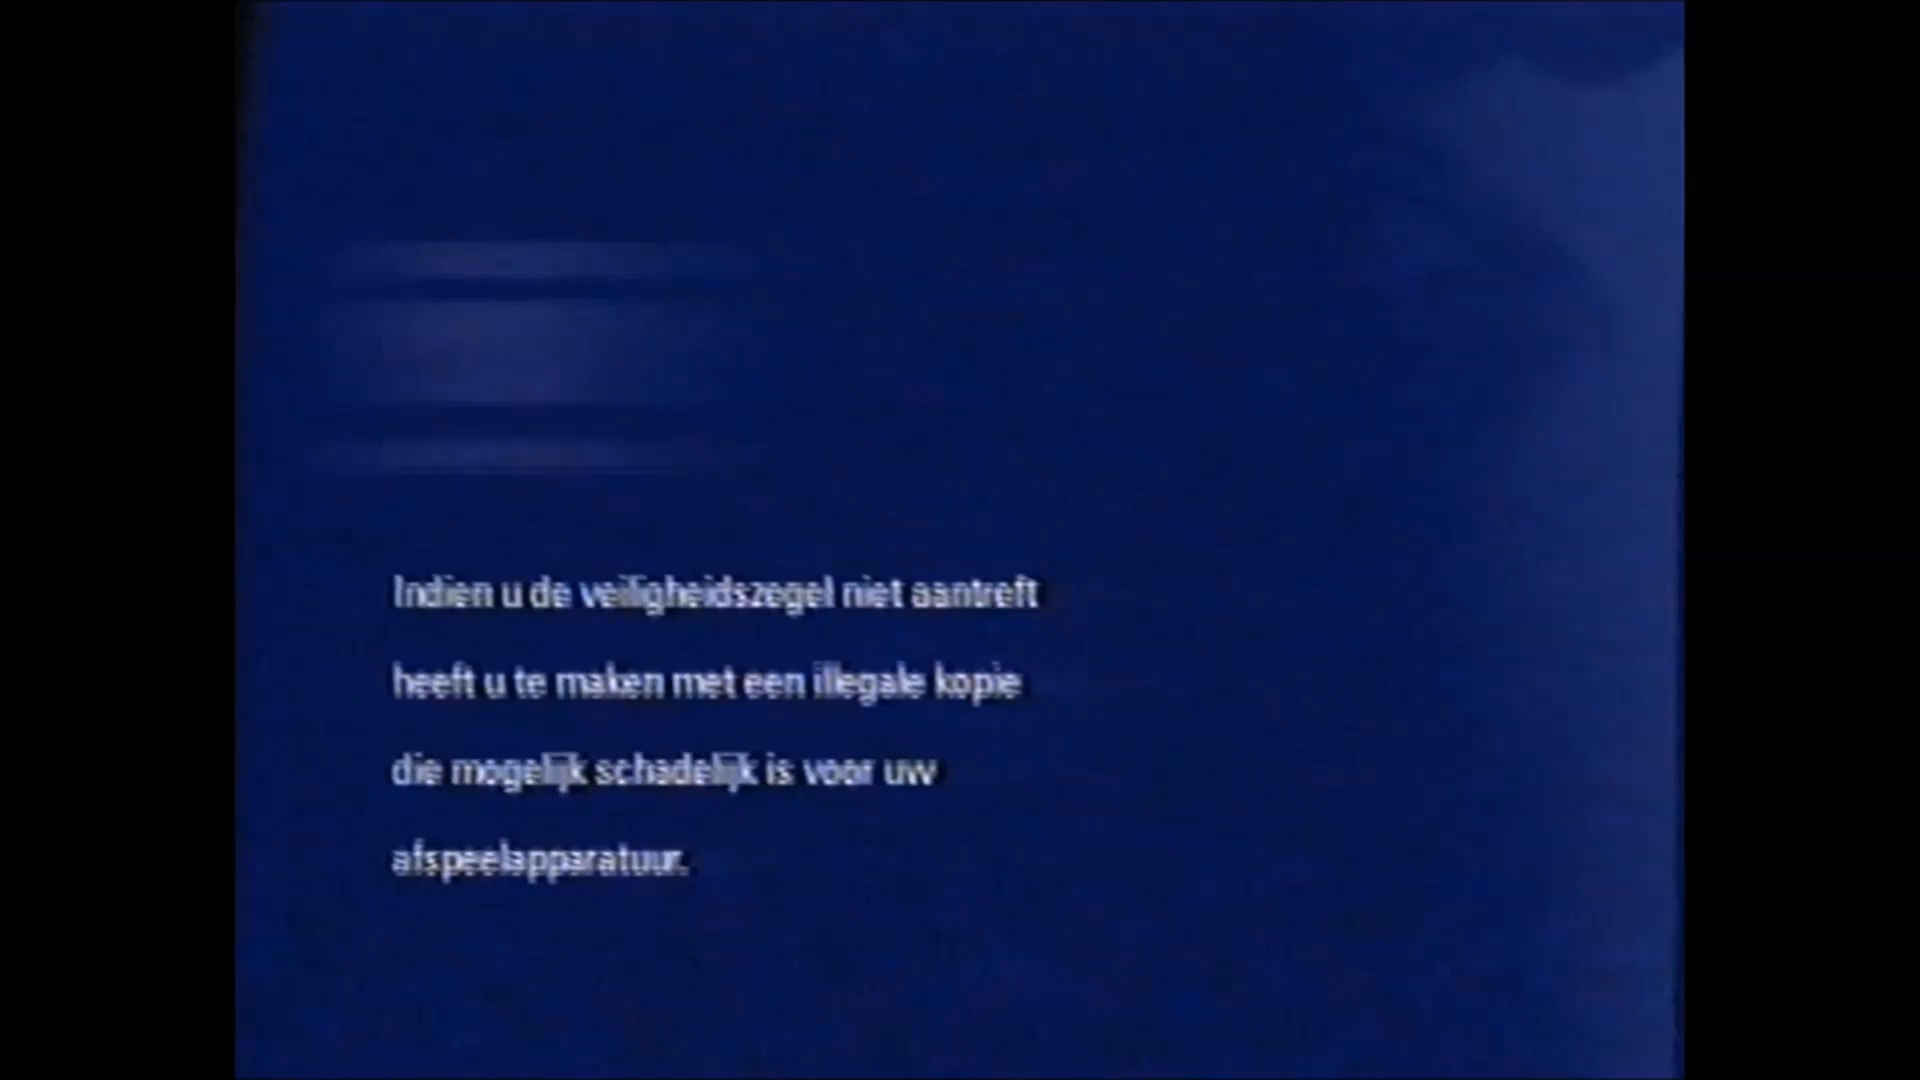 Indien u de veiligheidszegel niet aantreft
heeft u te maken met een illegale kopie
die mogelijk schadelijk is voor uw
afspeelapparatuur.